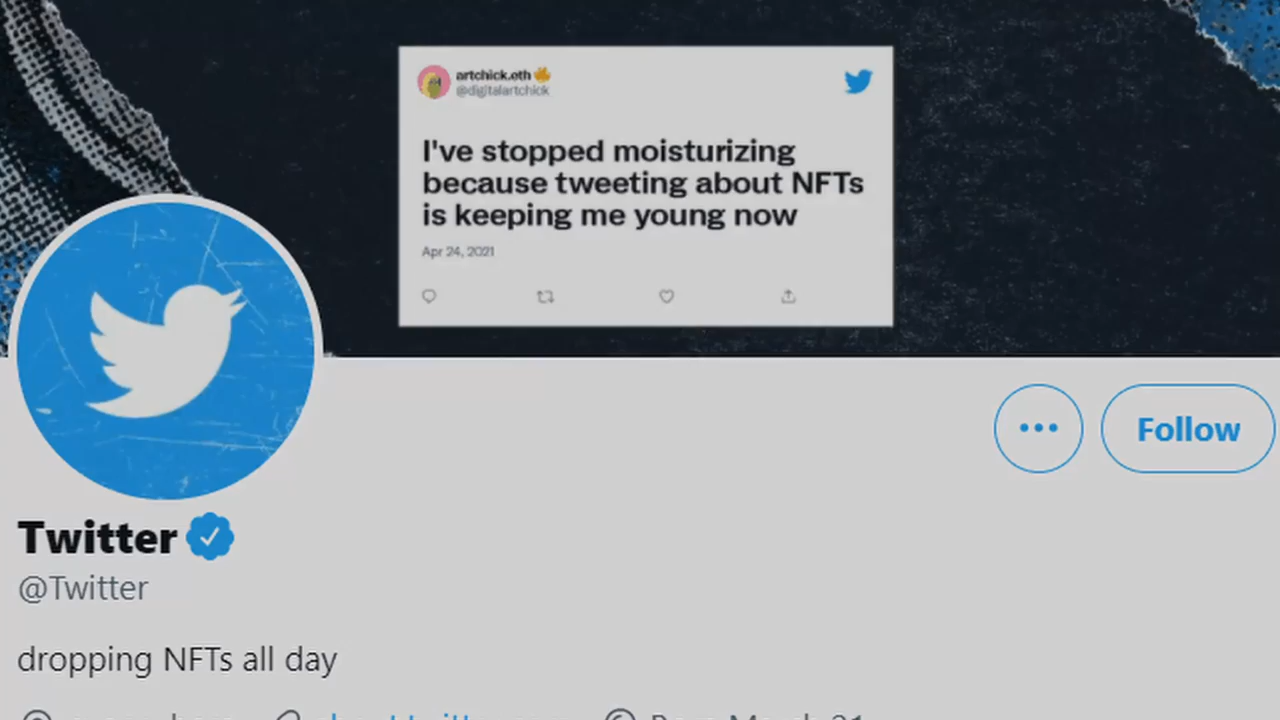 artchick.eth
@digitalartchick
I've stopped moisturizing
because tweeting about NFTs
is keeping me young now
Apr 24, 2021
Follow
Twitter
@Twitter
dropping NFTs all day